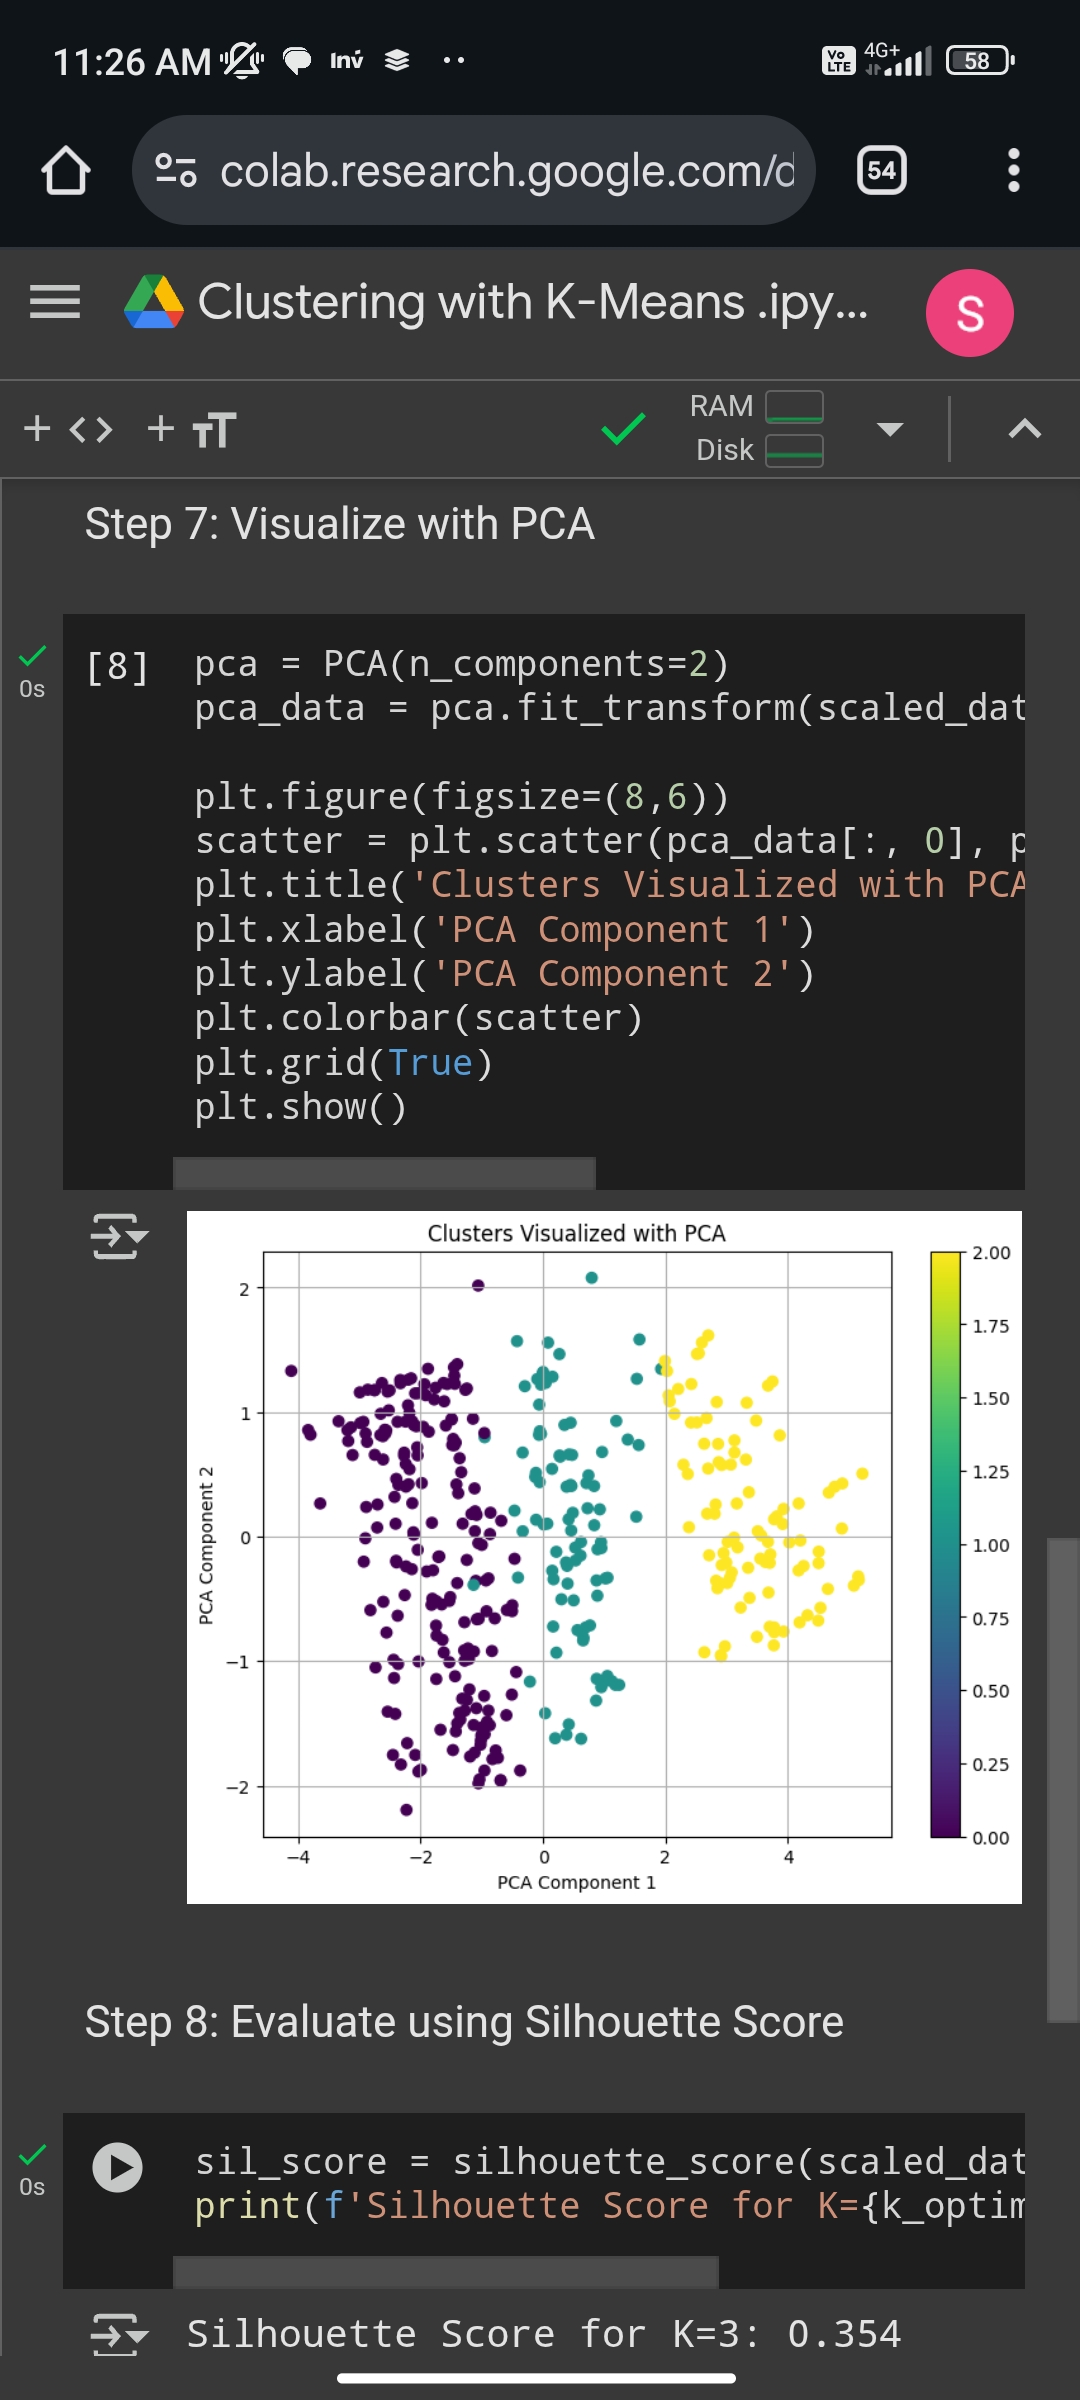 11:26 AM
Inv
Vo LTE
4G+
58
colab.research.google.com/d
54
Clustering with K-Means .ipy...
S
RAM
Disk
Step 7: Visualize with PCA
[8]
0s
pca = PCA(n_components=2)
pca_data = pca.fit_transform(scaled_dat
plt.figure(figsize=(8,6))
scatter = plt.scatter(pca_data[:, 0], p
plt.title('Clusters Visualized with PCA
plt.xlabel('PCA Component 1')
plt.ylabel('PCA Component 2')
plt.colorbar(scatter)
plt.grid(True)
plt.show()
Clusters Visualized with PCA
PCA Component 2
2
1
0
−1
−2
−4
−2
0
2
4
PCA Component 1
2.00
1.75
1.50
1.25
1.00
0.75
0.50
0.25
0.00
Step 8: Evaluate using Silhouette Score
0s
sil_score = silhouette_score(scaled_dat
print(f'Silhouette Score for K={k_optim
Silhouette Score for K=3: 0.354